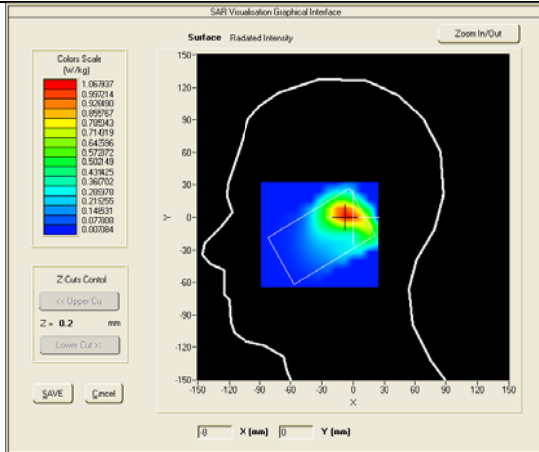 SAR Visualisation Graphical Interface
Surface Radiated Intensity
Zoom In/Out
Colors Scale
(W/kg)
1.067837
0.997214
0.926490
0.855767
0.785043
0.714319
0.643596
0.572872
0.502149
0.431425
0.360702
0.289978
0.219255
0.148531
0.077808
0.007084
Z-Cuts Control
<< Upper Cu
Z = 0.2 mm
Lower Cut >>
SAVE
Cancel
150
120
90
60
30
0
-30
-60
-90
-120
-150
Y
-150 -120 -90 -60 -30 0 30 60 90 120 150
X
-8 X (mm) 0 Y (mm)